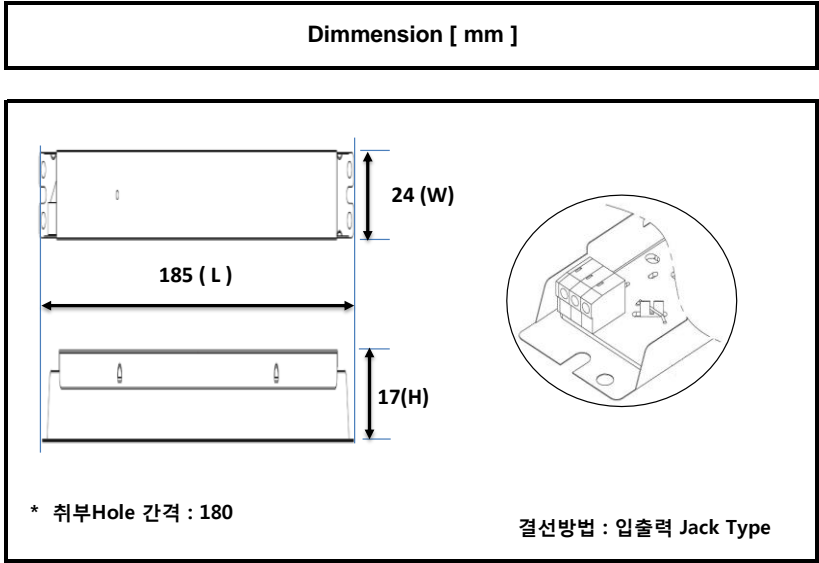 Dimmension [ mm ]
24 (W)
185 ( L )
17(H)
* 취부Hole 간격 : 180
결선방법 : 입출력 Jack Type